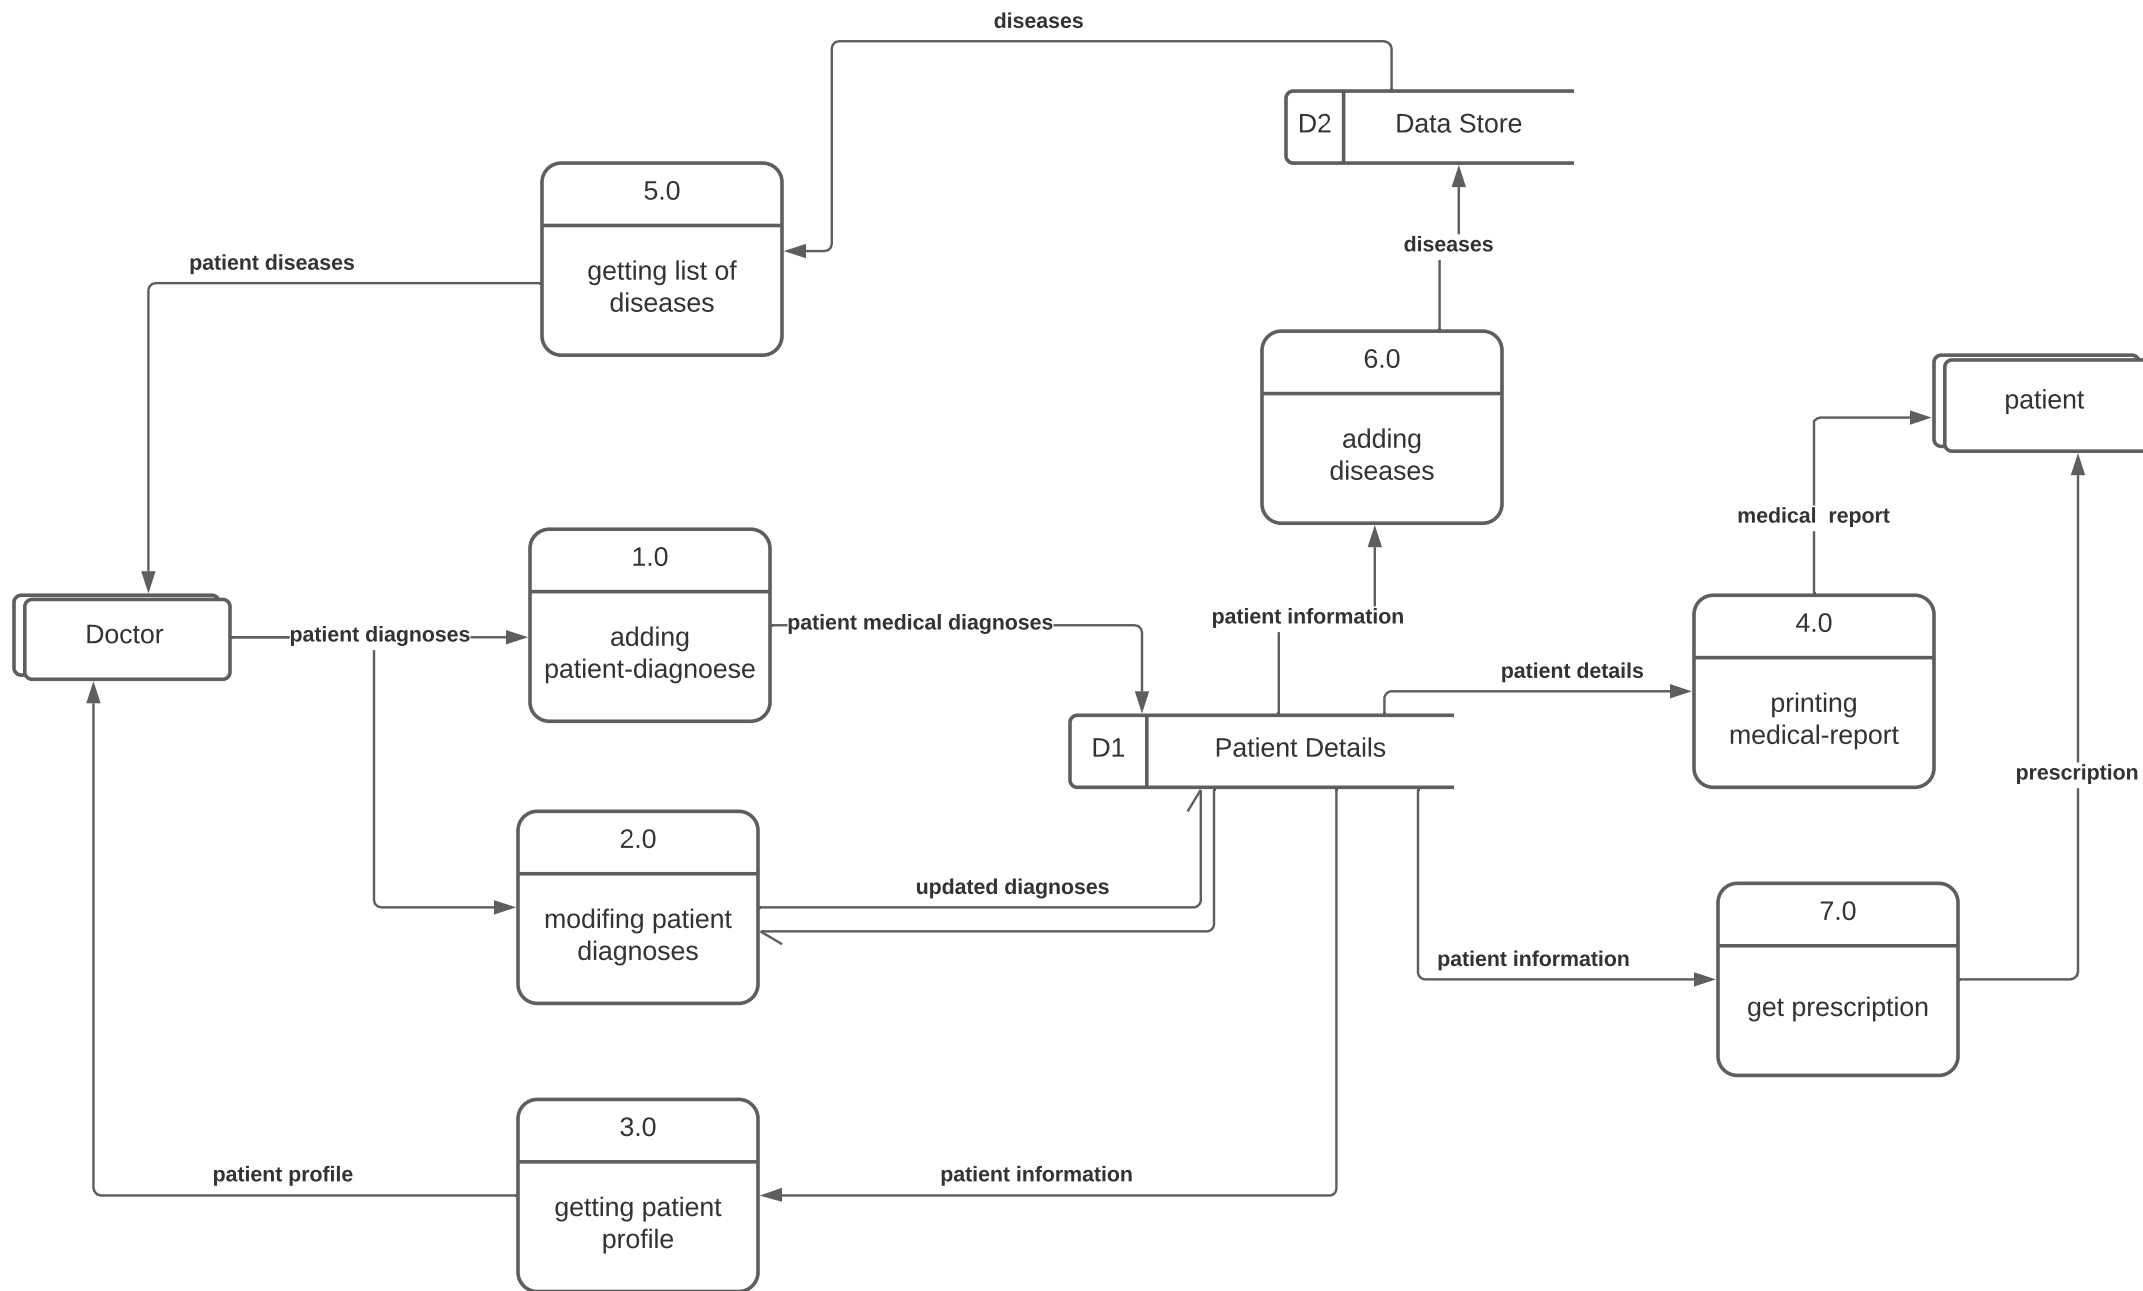 diseases
D2
Data Store
5.0
getting list of
diseases
patient diseases
diseases
6.0
adding
diseases
patient
medical  report
1.0
adding
patient-diagnoese
Doctor
patient diagnoses
patient medical diagnoses
patient information
4.0
printing
medical-report
patient details
D1
Patient Details
prescription
2.0
modifing patient
diagnoses
updated diagnoses
7.0
get prescription
patient information
3.0
getting patient
profile
patient profile
patient information